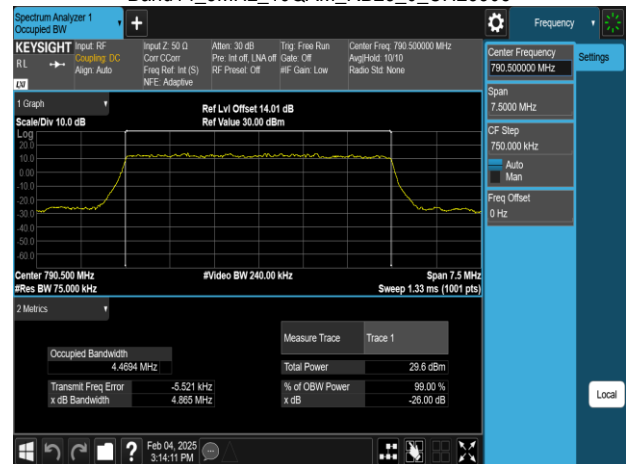 Spectrum Analyzer 1
Occupied BW
Frequency
KEYSIGHT
RL
LXI
Input: RF
Coupling: DC
Align: Auto
Input Z: 50 Ω
Corr CCorr
Freq Ref: Int (S)
NFE: Adaptive
Atten: 30 dB
Pre: Int off, LNA off
RF Preset: Off
Trig: Free Run
Gate: Off
#IF Gain: Low
Center Freq: 790.500000 MHz
Avg|Hold: 10/10
Radio Std: None
Center Frequency
790.500000 MHz
Settings
Span
7.5000 MHz
CF Step
750.000 kHz
Auto
Man
Freq Offset
0 Hz
Local
1 Graph
Scale/Div 10.0 dB
Ref Lvl Offset 14.01 dB
Ref Value 30.00 dBm
Log
20.0
10.0
0.00
-10.0
-20.0
-30.0
-40.0
-50.0
-60.0
Center 790.500 MHz
#Video BW 240.00 kHz
Span 7.5 MHz
#Res BW 75.000 kHz
Sweep 1.33 ms (1001 pts)
2 Metrics
Measure Trace Trace 1
Occupied Bandwidth
4.4694 MHz
Total Power 29.6 dBm
Transmit Freq Error -5.521 kHz
% of OBW Power 99.00 %
x dB Bandwidth 4.865 MHz
x dB -26.00 dB
Feb 04, 2025
3:14:11 PM